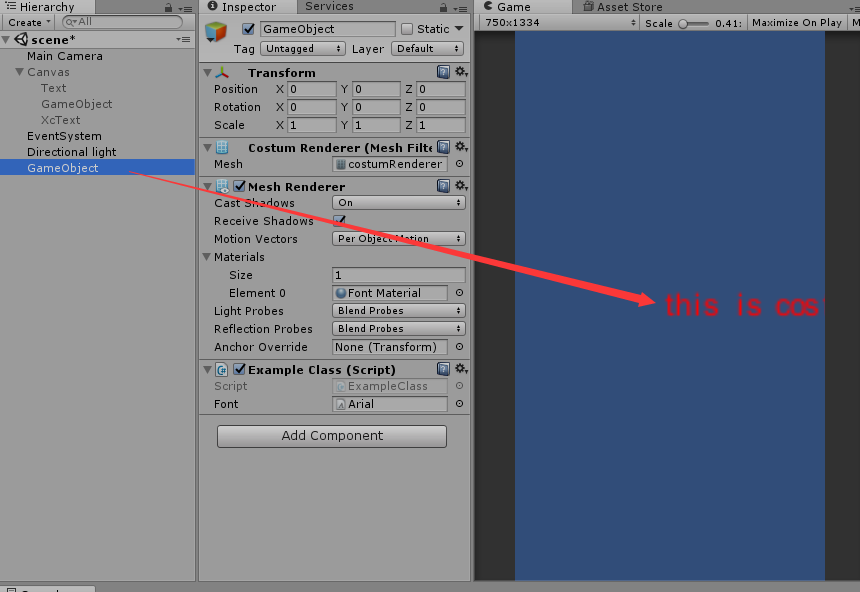 Hierarchy
Create
All
scene*
Main Camera
Canvas
Text
GameObject
XcText
EventSystem
Directional light
GameObject
Inspector
Services
GameObject
Static
Tag
Untagged
Layer
Default
Transform
Position X 0 Y 0 Z 0
Rotation X 0 Y 0 Z 0
Scale X 1 Y 1 Z 1
Costum Renderer (Mesh Filte
Mesh
costumRenderer
Mesh Renderer
Cast Shadows
On
Receive Shadows
Motion Vectors
Per Object Motion
Materials
Size
1
Element 0
Font Material
Light Probes
Blend Probes
Reflection Probes
Blend Probes
Anchor Override
None (Transform)
Example Class (Script)
Script
ExampleClass
Font
Arial
Add Component
Game
Asset Store
750x1334
Scale
0.41:
Maximize On Play
M
this is cos